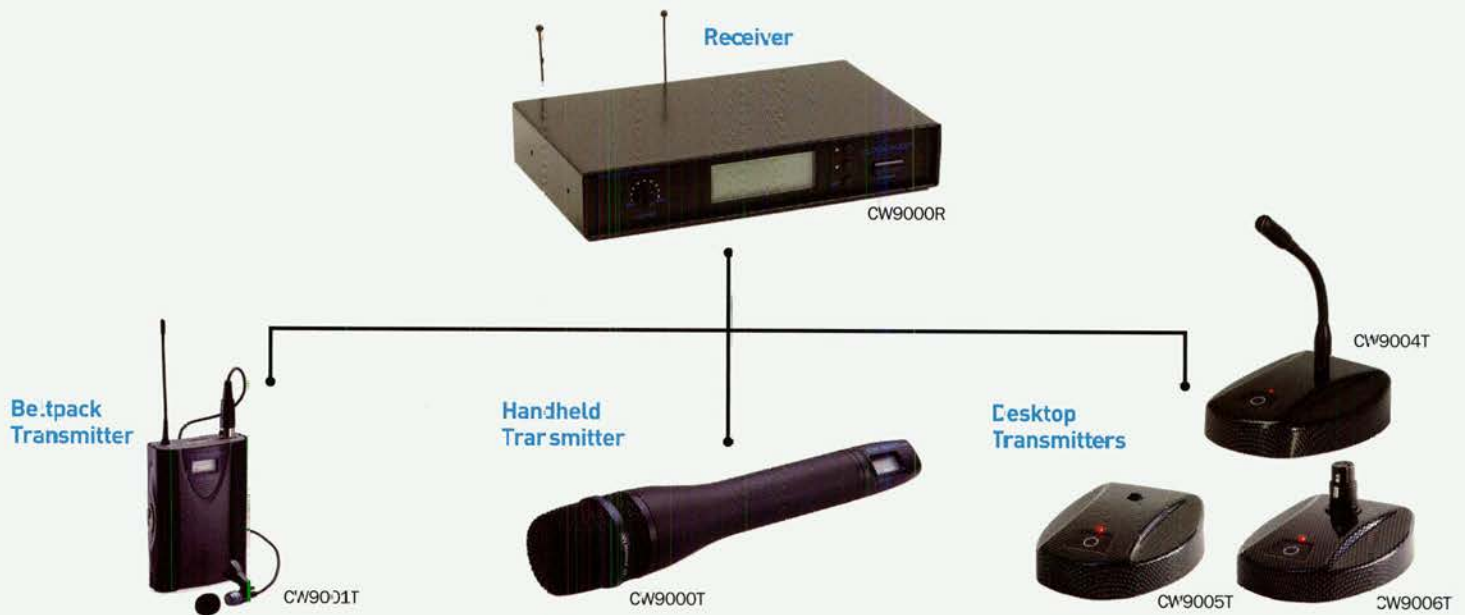 Receiver
CW9000R
CW9004T
Beltpack
Transmitter
Handheld
Transmitter
Desktop
Transmitters
CW9001T
CW9000T
CW9005T
CW9006T